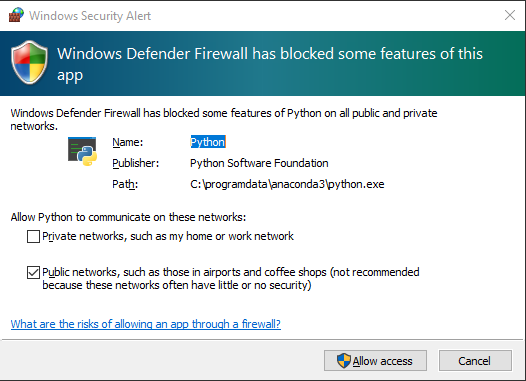 Windows Security Alert
Windows Defender Firewall has blocked some features of this
app
Windows Defender Firewall has blocked some features of Python on all public and private
networks.
Name: Python
Publisher: Python Software Foundation
Path: C:\programdata\anaconda3\python.exe
Allow Python to communicate on these networks:
Private networks, such as my home or work network
Public networks, such as those in airports and coffee shops (not recommended
because these networks often have little or no security)
What are the risks of allowing an app through a firewall?
Allow access Cancel